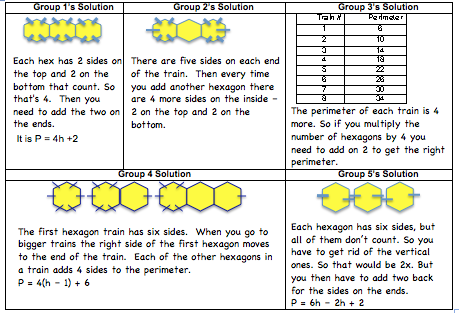 Group 1's Solution
Group 2's Solution
Group 3's Solution
Each hex has 2 sides on
the top and 2 on the
bottom that count. So
that's 4. Then you
need to add the two on
the ends.
It is P = 4h +2
There are five sides on each end
of the train. Then every time
you add another hexagon there
are 4 more sides on the inside –
2 on the top and 2 on the
bottom.
Train # Perimeter
1 6
2 10
3 14
4 18
5 22
6 26
7 30
8 34
The perimeter of each train is 4
more. So if you multiply the
number of hexagons by 4 you
need to add on 2 to get the right
perimeter.
Group 4 Solution
Group 5's Solution
The first hexagon train has six sides. When you go to
bigger trains the right side of the first hexagon moves
to the end of the train. Each of the other hexagons in
a train adds 4 sides to the perimeter.
P = 4(h – 1) + 6
Each hexagon has six sides, but
all of them don't count. So you
have to get rid of the vertical
ones. So that would be 2x. But
you then have to add two back
for the sides on the ends.
P = 6h – 2h + 2